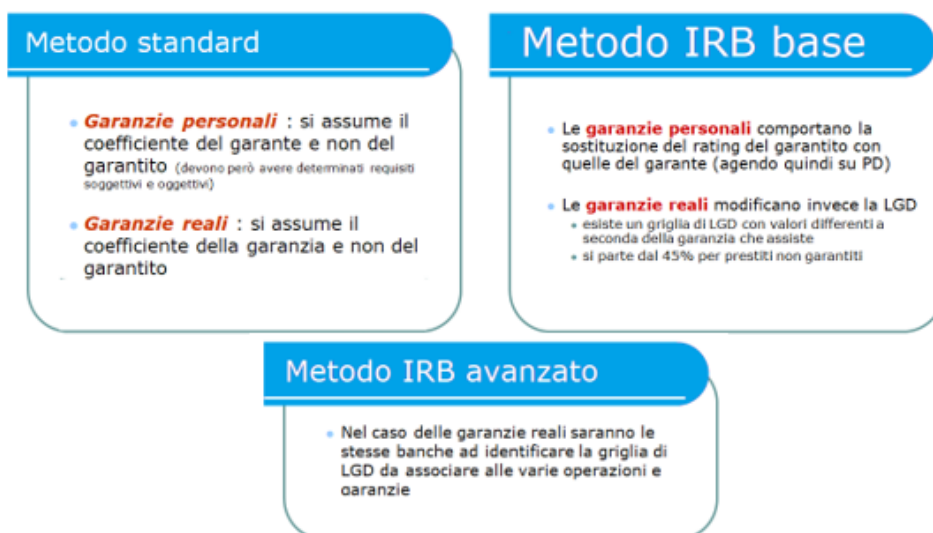 Metodo standard
• Garanzie personali : si assume il
coefficiente del garante e non del
garantito (devono però avere determinati requisiti
soggettivi e oggettivi)
• Garanzie reali : si assume il
coefficiente della garanzia e non del
garantito
Metodo IRB base
• Le garanzie personali comportano la
sostituzione del rating del garantito con
quelle del garante (agendo quindi su PD)
• Le garanzie reali modificano invece la LGD
• esiste un griglia di LGD con valori differenti a
seconda della garanzia che assiste
• si parte dal 45% per prestiti non garantiti
Metodo IRB avanzato
• Nel caso delle garanzie reali saranno le
stesse banche ad identificare la griglia di
LGD da associare alle varie operazioni e
garanzie